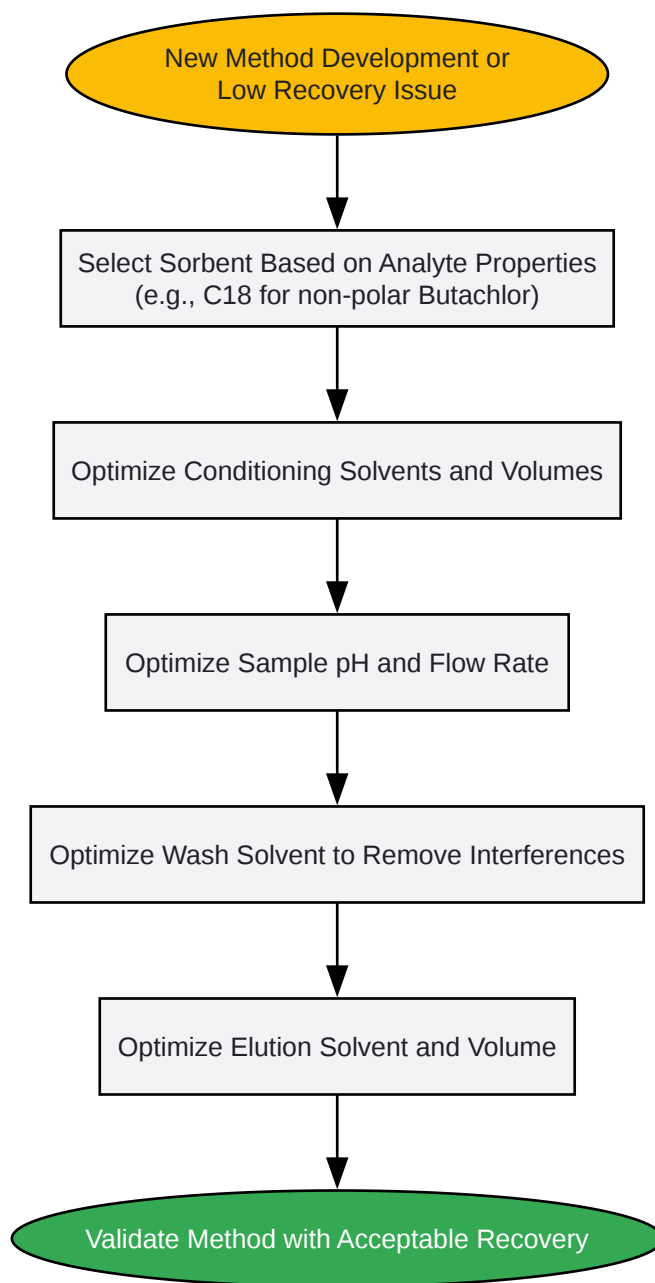 New Method Development or
Low Recovery Issue
Select Sorbent Based on Analyte Properties
(e.g., C18 for non-polar Butachlor)
Optimize Conditioning Solvents and Volumes
Optimize Sample pH and Flow Rate
Optimize Wash Solvent to Remove Interferences
Optimize Elution Solvent and Volume
Validate Method with Acceptable Recovery